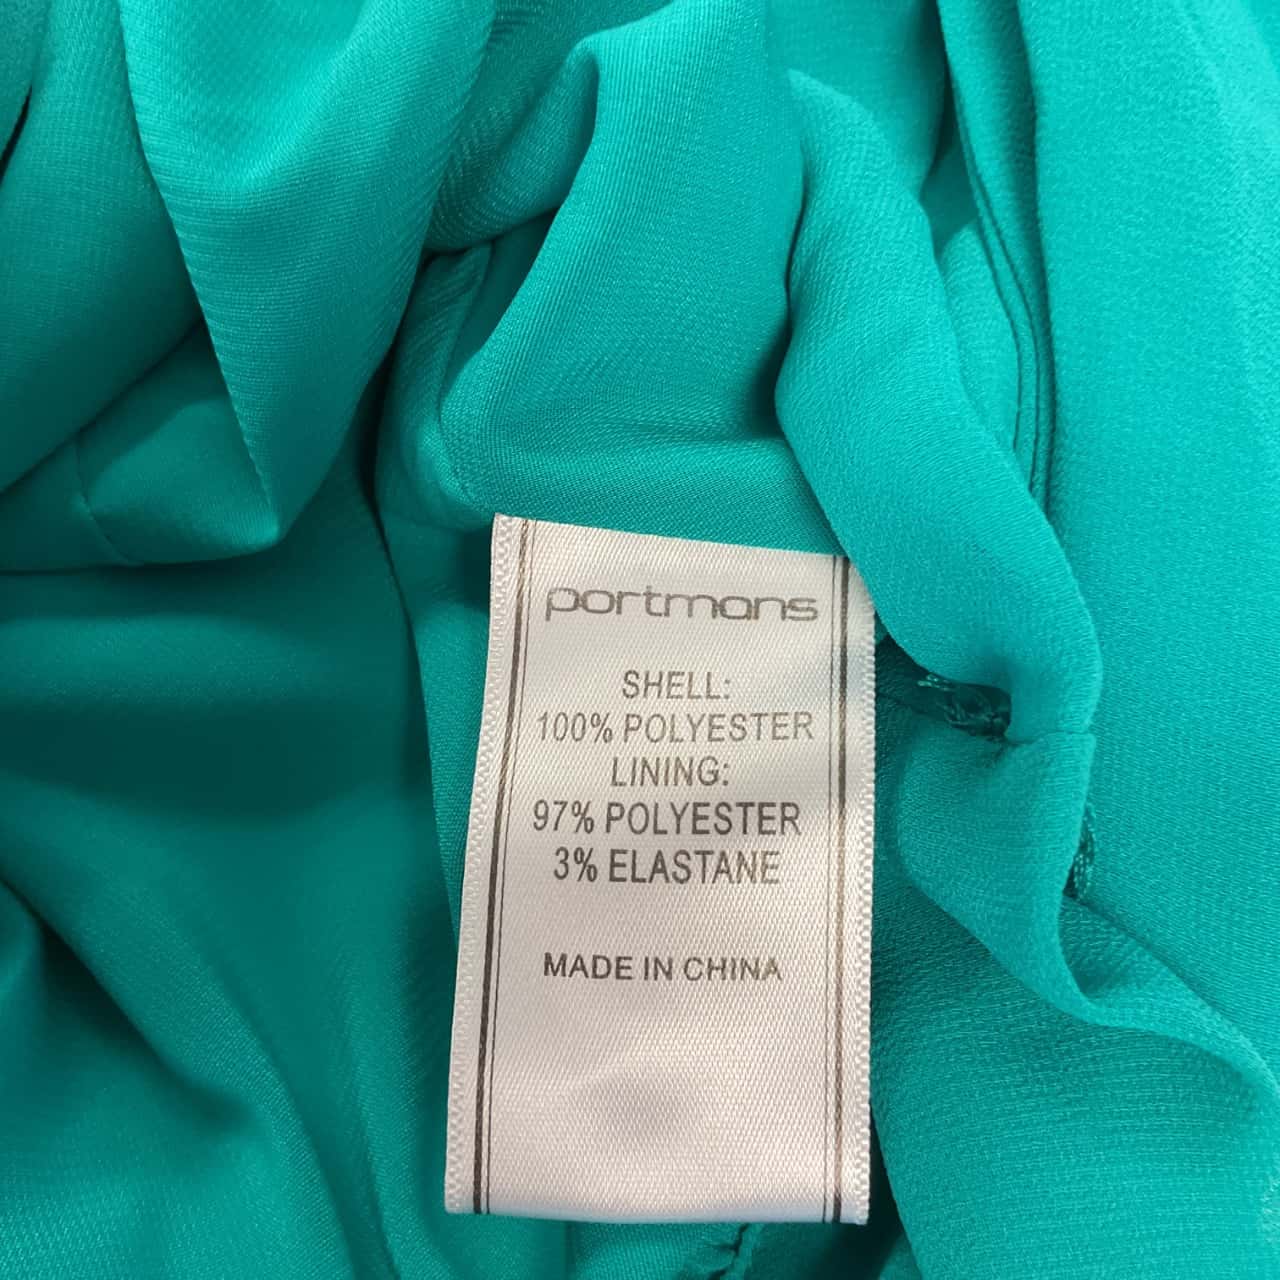 portmans
SHELL:
100% POLYESTER
LINING:
97% POLYESTER
3% ELASTANE
MADE IN CHINA